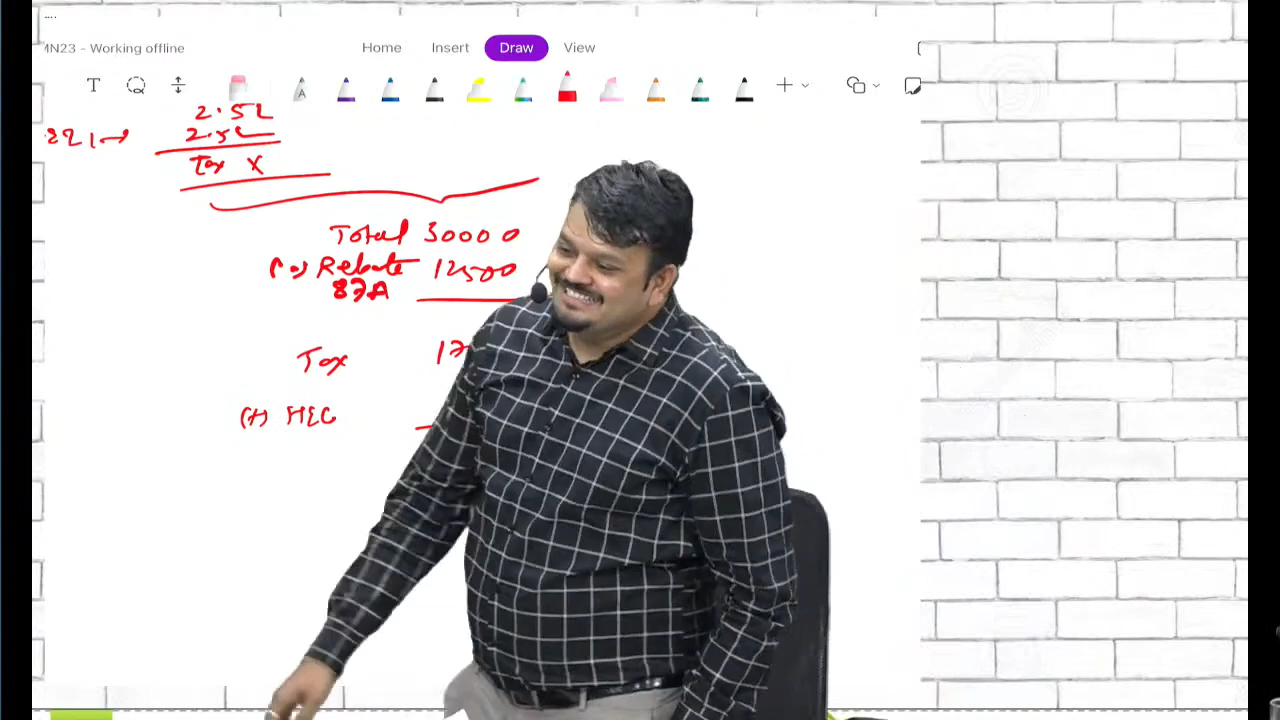 MN23 - Working offline
Home Insert Draw View
2.5L
2.5L
Tax X
Total 30000
Rebate 12500
87A
Tax 17
(+) HEC